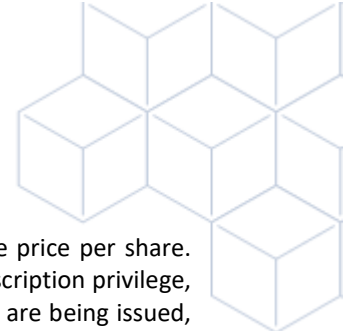 e price per share.
scription privilege,
are being issued,